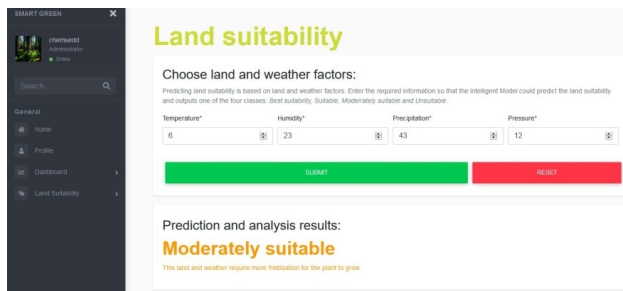 SMART GREEN
chemsedd
Administrator
Online
Search...
General
Home
Profile
Dashboard
Land Suitability
Land suitability
Choose land and weather factors:
Predicting land suitability is based on land and weather factors. Enter the required information so that the intelligent Model could predict the land suitability
and outputs one of the four classes: Best suitability, Suitable, Moderately suitable and Unsuitable.
Temperature* Humidity* Precipitation* Pressure*
6 23 43 12
SUBMIT RESET
Prediction and analysis results:
Moderately suitable
This land and weather require more fretilization for the plant to grow